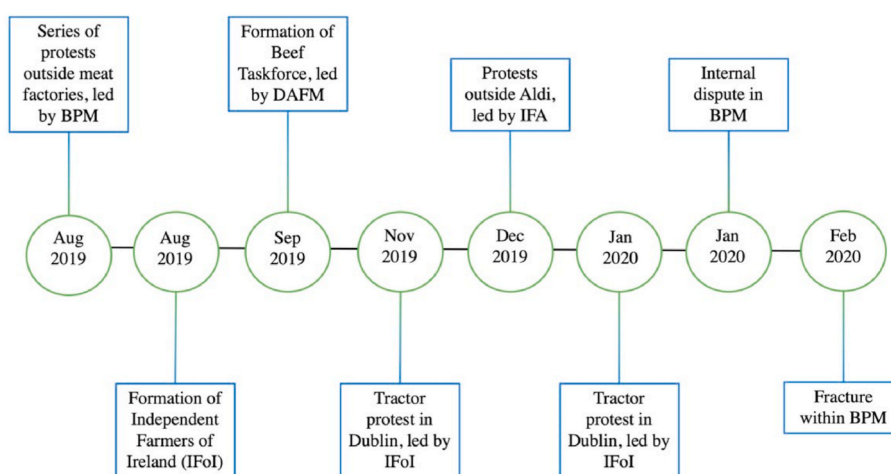 Series of
protests
outside meat
factories, led
by BPM
Formation of
Beef
Taskforce, led
by DAFM
Protests
outside Aldi,
led by IFA
Internal
dispute in
BPM
Aug
2019
Aug
2019
Sep
2019
Nov
2019
Dec
2019
Jan
2020
Jan
2020
Feb
2020
Formation of
Independent
Farmers of
Ireland (IFoI)
Tractor
protest in
Dublin, led by
IFoI
Tractor
protest in
Dublin, led by
IFoI
Fracture
within BPM